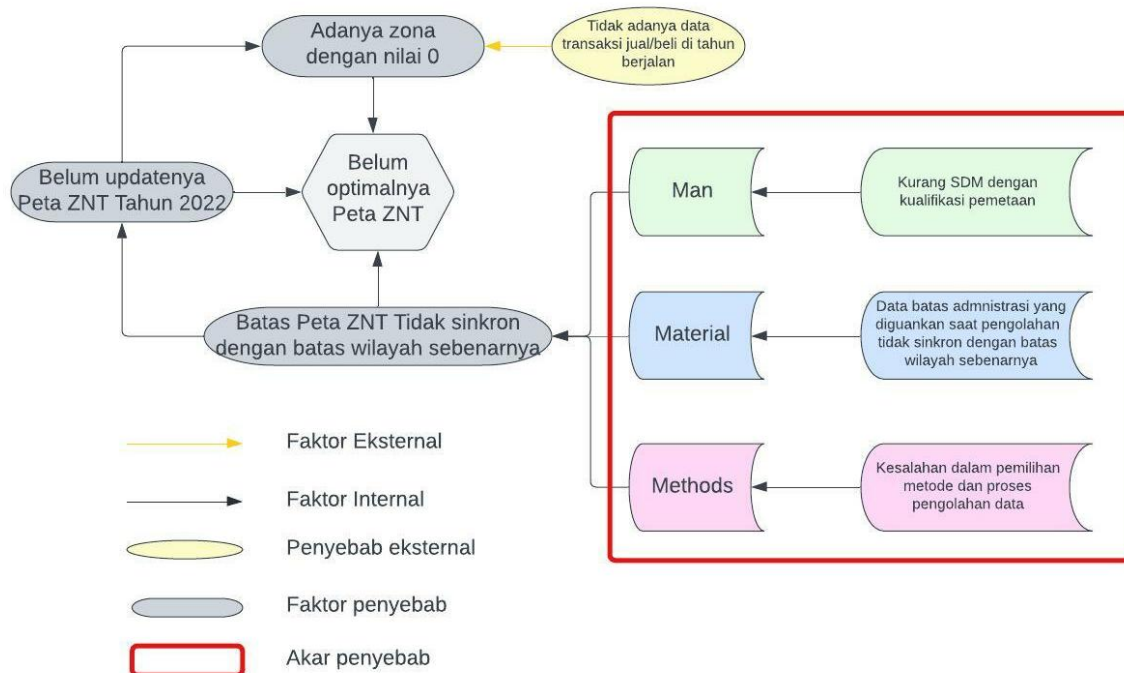 Adanya zona
dengan nilai 0
Tidak adanya data
transaksi jual/beli di tahun
berjalan
Belum updatenya
Peta ZNT Tahun 2022
Belum
optimalnya
Peta ZNT
Batas Peta ZNT Tidak sinkron
dengan batas wilayah sebenarnya
Man
Kurang SDM dengan
kualifikasi pemetaan
Material
Data batas admnistrasi yang
diguankan saat pengolahan
tidak sinkron dengan batas
wilayah sebenarnya
Methods
Kesalahan dalam pemilihan
metode dan proses
pengolahan data
Faktor Eksternal
Faktor Internal
Penyebab eksternal
Faktor penyebab
Akar penyebab